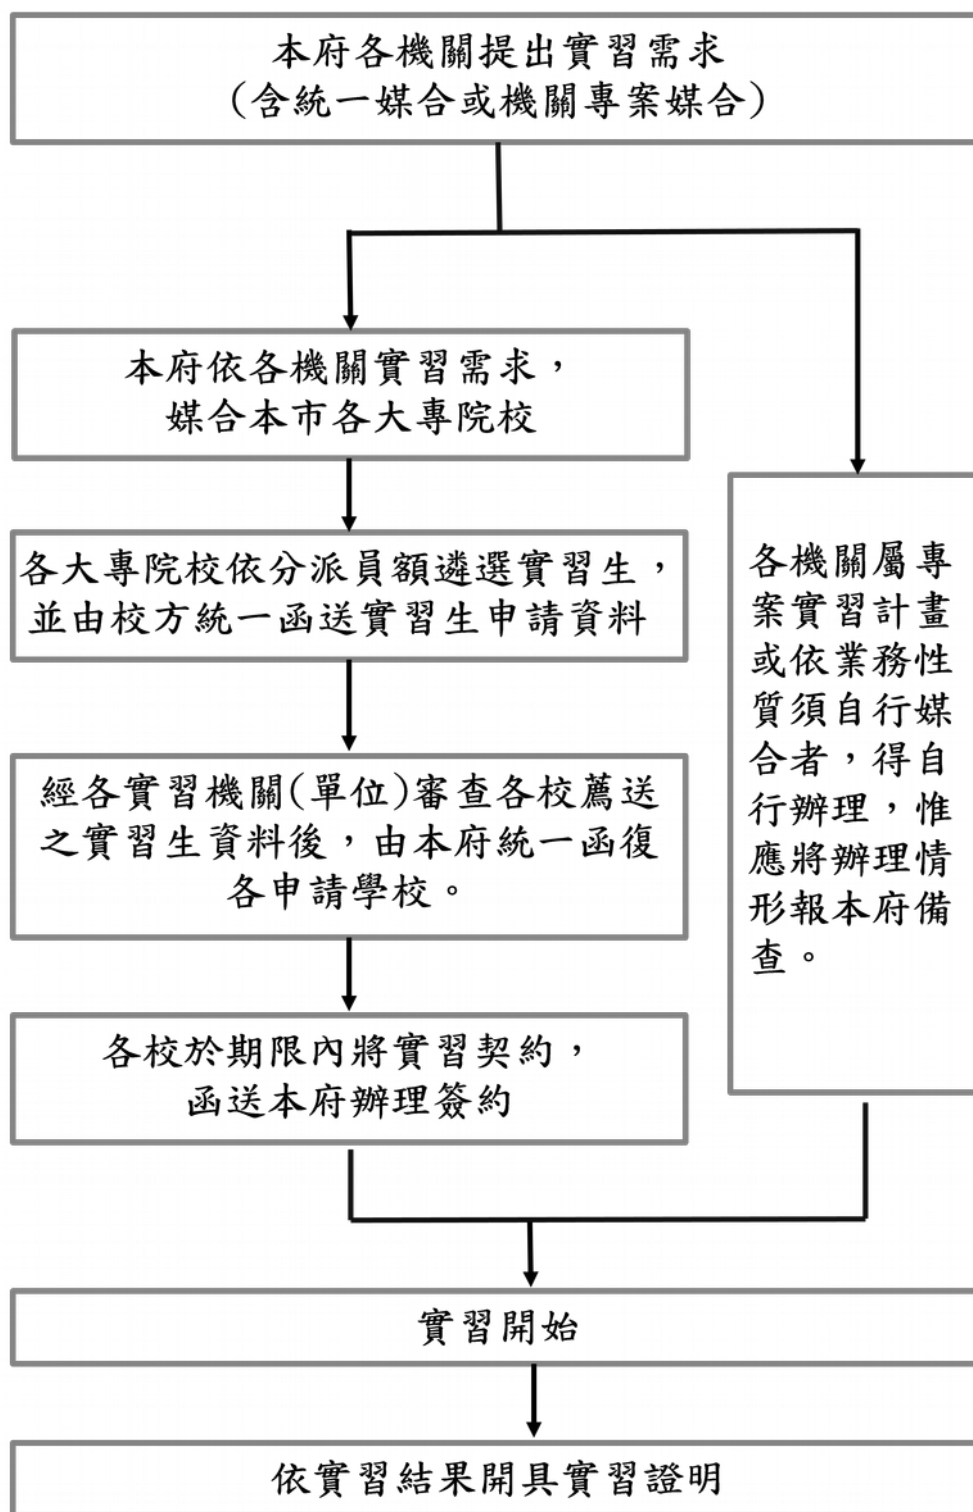 本府各機關提出實習需求
(含統一媒合或機關專案媒合)
本府依各機關實習需求，
媒合本市各大專院校
各大專院校依分派員額遴選實習生，
並由校方統一函送實習生申請資料
經各實習機關(單位)審查各校薦送
之實習生資料後，由本府統一函復
各申請學校。
各校於期限內將實習契約，
函送本府辦理簽約
各機關屬專
案實習計畫
或依業務性
質須自行媒
合者，得自
行辦理，惟
應將辦理情
形報本府備
查。
實習開始
依實習結果開具實習證明